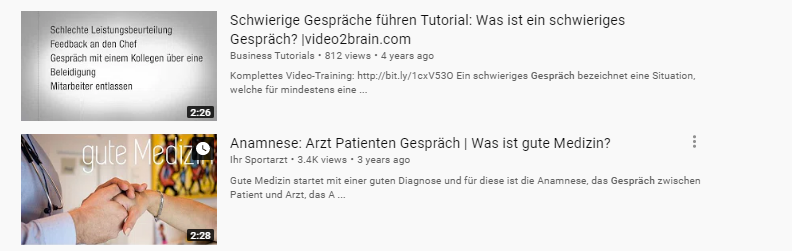 Schlechte Leistungsbeurteilung
Feedback an den Chef
Gespräch mit einem Kollegen über eine
Beleidigung
Mitarbeiter entlassen
2:26
Schwierige Gespräche führen Tutorial: Was ist ein schwieriges
Gespräch? |video2brain.com
Business Tutorials • 812 views • 4 years ago
Komplettes Video-Training: http://bit.ly/1cxV53O Ein schwieriges Gespräch bezeichnet eine Situation,
welche für mindestens eine ...
gute Medizin
2:28
Anamnese: Arzt Patienten Gespräch | Was ist gute Medizin?
Ihr Sportarzt • 3.4K views • 3 years ago
Gute Medizin startet mit einer guten Diagnose und für diese ist die Anamnese, das Gespräch zwischen
Patient und Arzt, das A ...